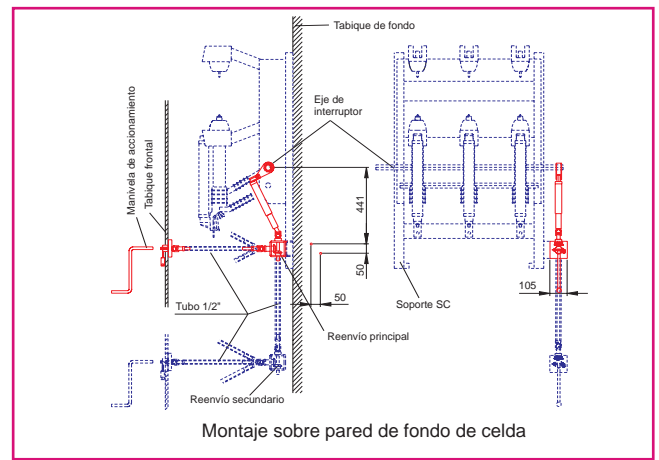 Tabique de fondo
Eje de
interruptor
Manivela de accionamiento
Tabique frontal
441
50
50
105
Tubo 1/2"
Soporte SC
Reenvío principal
Reenvío secundario
Montaje sobre pared de fondo de celda